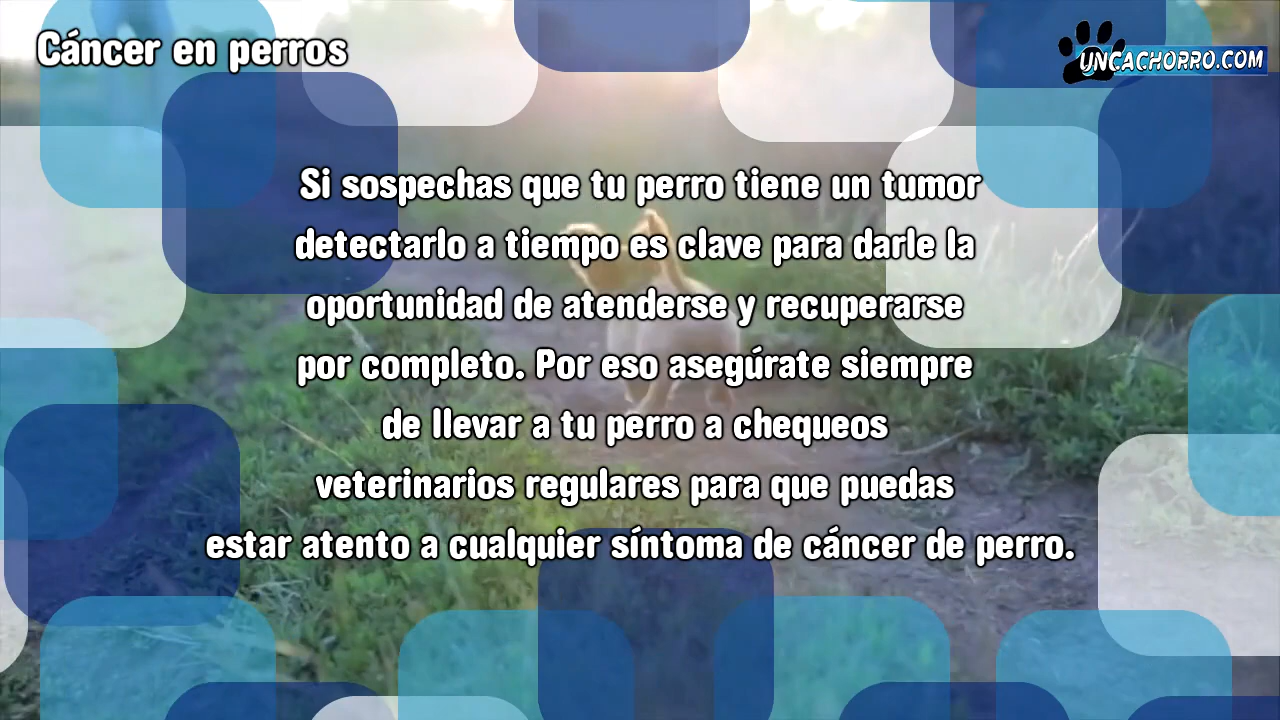 Cáncer en perros
UNCACHORRO.COM
Si sospechas que tu perro tiene un tumor
detectarlo a tiempo es clave para darle la
oportunidad de atenderse y recuperarse
por completo. Por eso asegúrate siempre
de llevar a tu perro a chequeos
veterinarios regulares para que puedas
estar atento a cualquier síntoma de cáncer de perro.